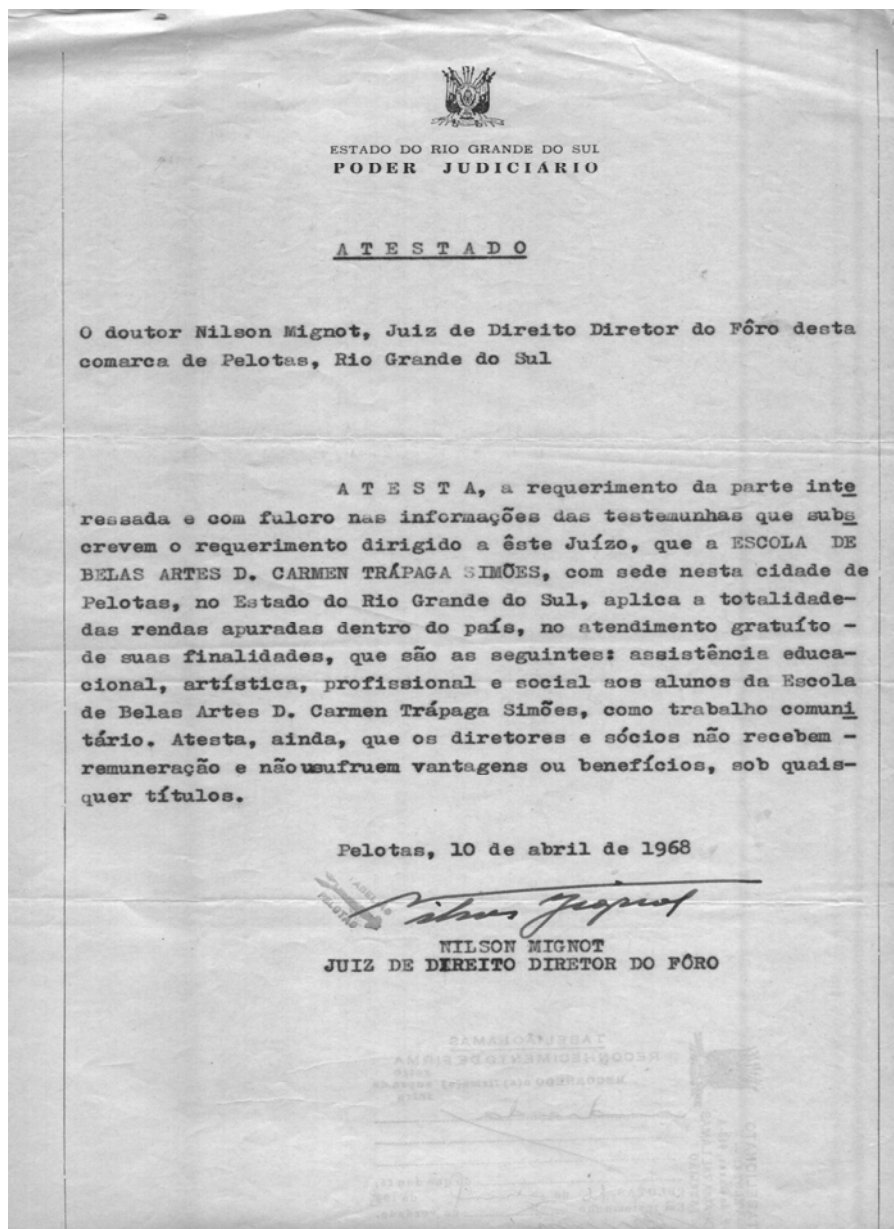 ESTADO DO RIO GRANDE DO SUL
PODER JUDICIÁRIO
A T E S T A D O
O doutor Nilson Mignot, Juiz de Direito Diretor do Fôro desta
comarca de Pelotas, Rio Grande do Sul
A T E S T A, a requerimento da parte inte
ressada e com fulcro nas informações das testemunhas que subs
crevem o requerimento dirigido a êste Juízo, que a ESCOLA DE
BELAS ARTES D. CARMEN TRÁPAGA SIMÕES, com sede nesta cidade de
Pelotas, no Estado do Rio Grande do Sul, aplica a totalidade-
das rendas apuradas dentro do país, no atendimento gratuíto -
de suas finalidades, que são as seguintes: assistência educa-
cional, artística, profissional e social aos alunos da Escola
de Belas Artes D. Carmen Trápaga Simões, como trabalho comuni
tário. Atesta, ainda, que os diretores e sócios não recebem -
remuneração e não usufruem vantagens ou benefícios, sob quais-
quer títulos.
Pelotas, 10 de abril de 1968
NILSON MIGNOT
JUIZ DE DIREITO DIRETOR DO FÔRO
TABELIÃO LAMAS
RECONHECIMENTO DE FIRMA